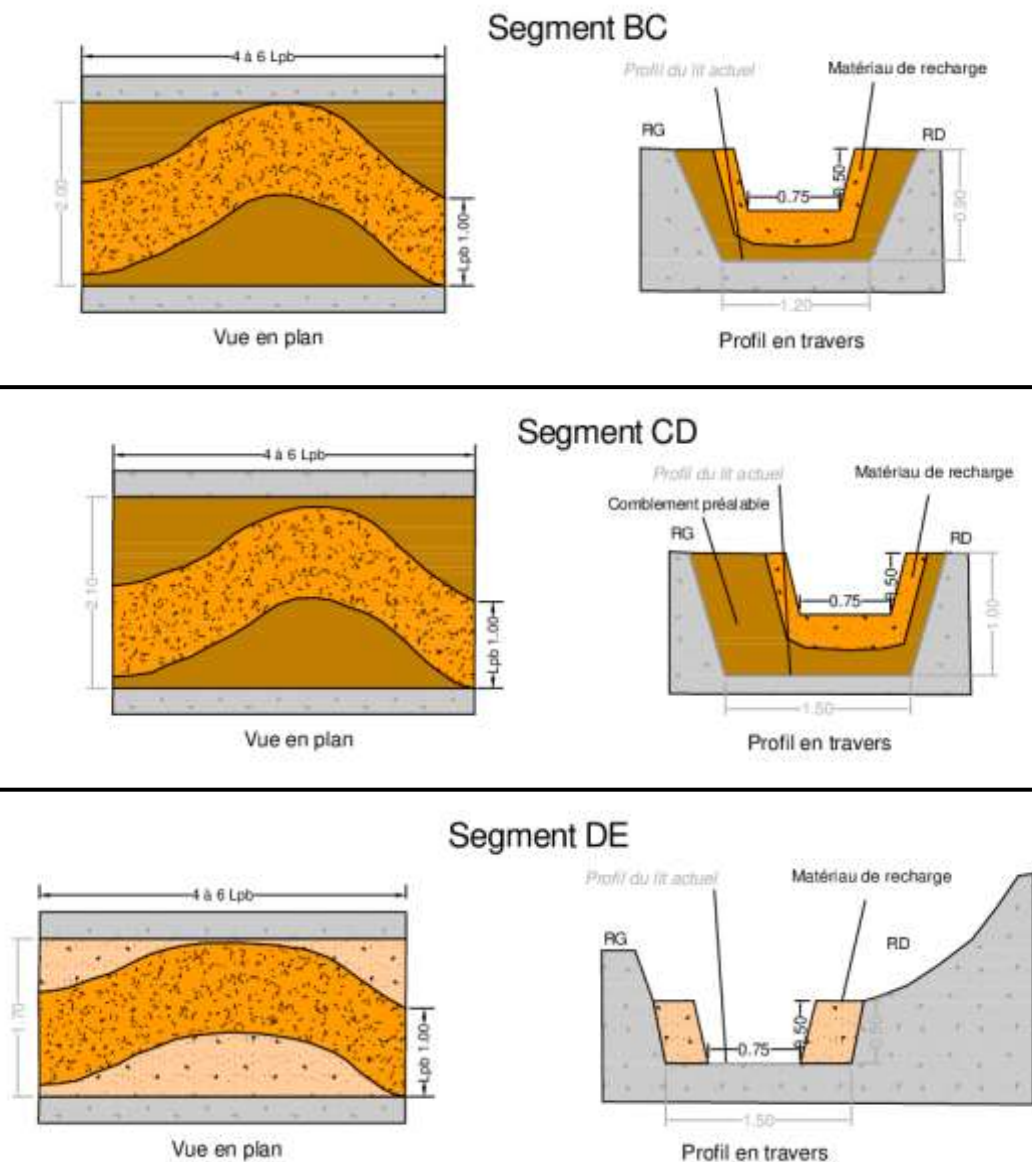 Segment BC
4 à 6 Lpb
2.00
Lpb 1.00
Vue en plan
Profil du lit actuel
Matériau de recharge
RG
RD
0.50
0.75
0.90
1.20
Profil en travers
Segment CD
4 à 6 Lpb
2.10
Lpb 1.00
Vue en plan
Profil du lit actuel
Matériau de recharge
Comblement préalable
RG
RD
0.50
0.75
1.00
1.50
Profil en travers
Segment DE
4 à 6 Lpb
1.70
Lpb 1.00
Vue en plan
Profil du lit actuel
Matériau de recharge
RG
RD
0.50
0.75
1.50
Profil en travers